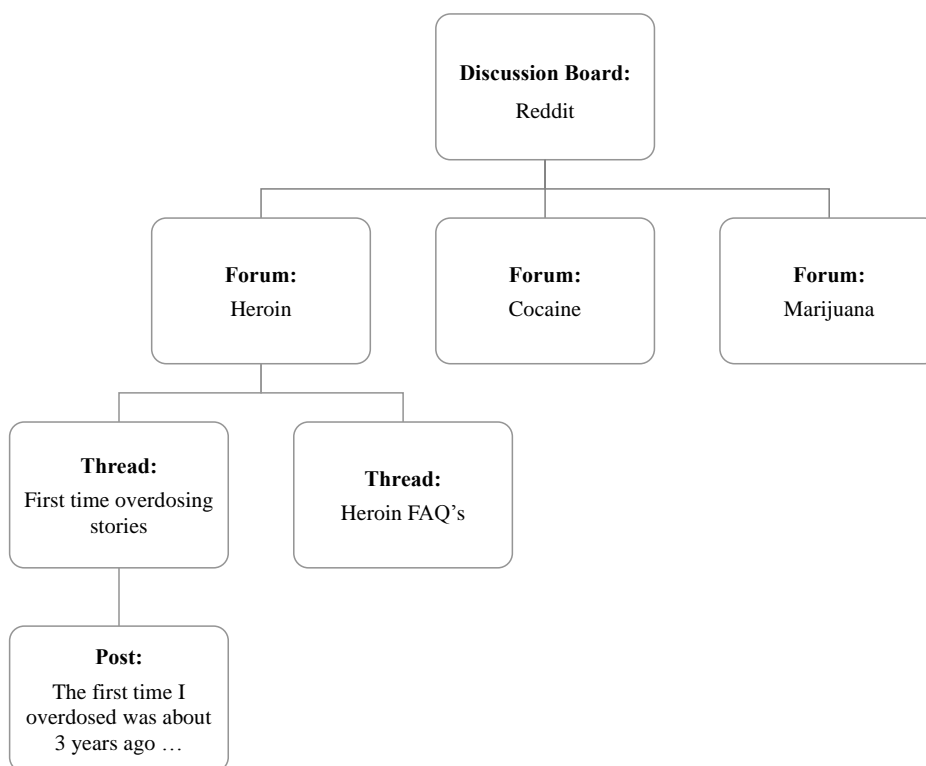 Discussion Board:
Reddit
Forum:
Heroin
Forum:
Cocaine
Forum:
Marijuana
Thread:
First time overdosing
stories
Thread:
Heroin FAQ’s
Post:
The first time I
overdosed was about
3 years ago …